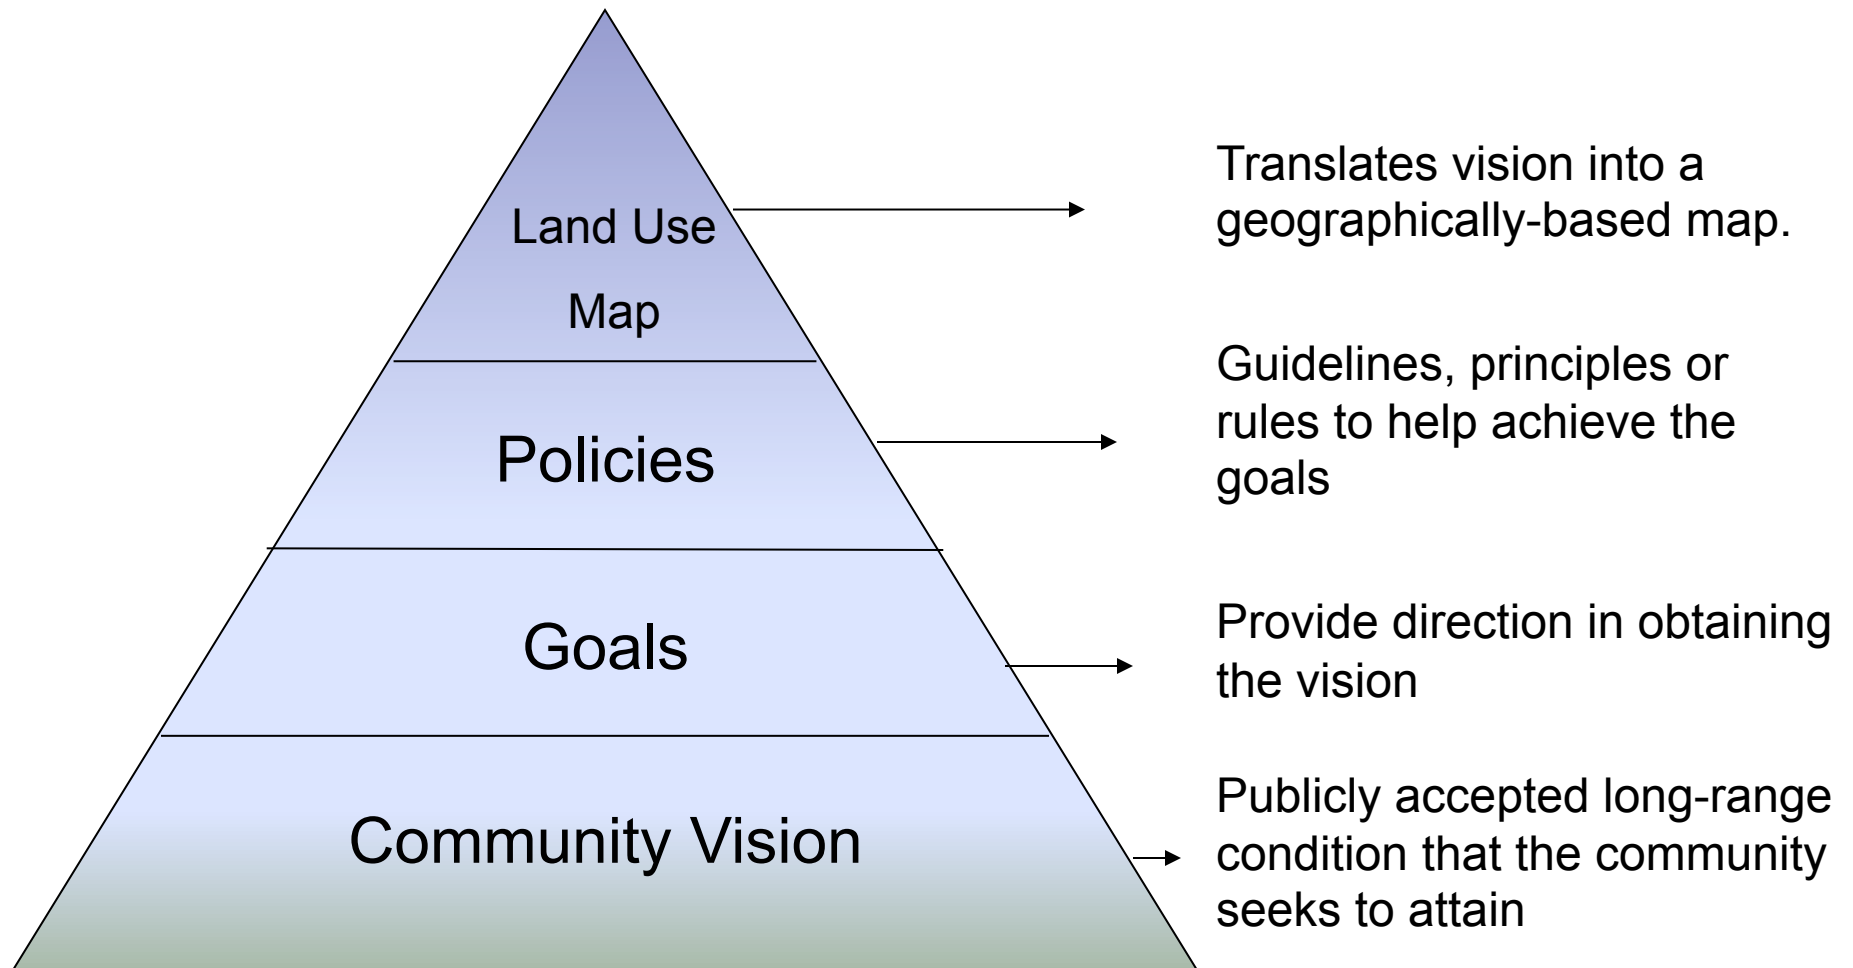 Land Use
Map
Translates vision into a
geographically-based map.
Policies
Guidelines, principles or
rules to help achieve the
goals
Goals
Provide direction in obtaining
the vision
Community Vision
Publicly accepted long-range
condition that the community
seeks to attain